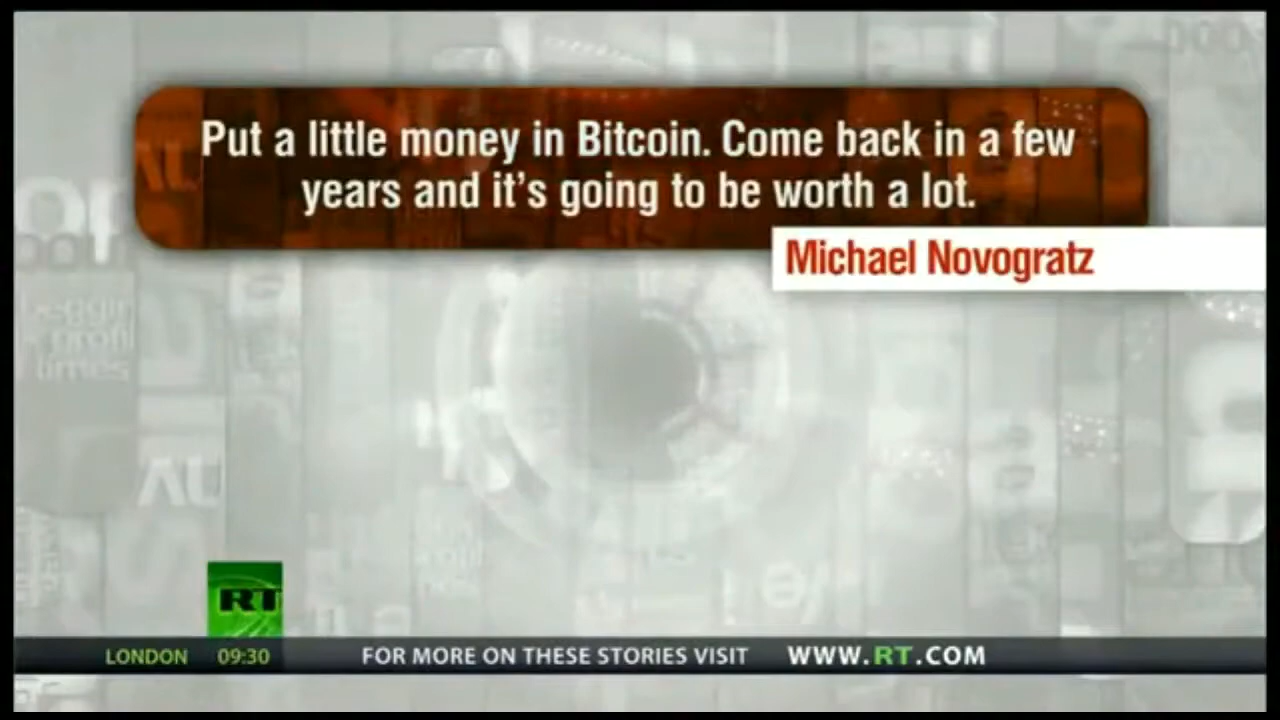 Put a little money in Bitcoin. Come back in a few
years and it's going to be worth a lot.
Michael Novogratz
RT
LONDON 09:30 FOR MORE ON THESE STORIES VISIT WWW.RT.COM